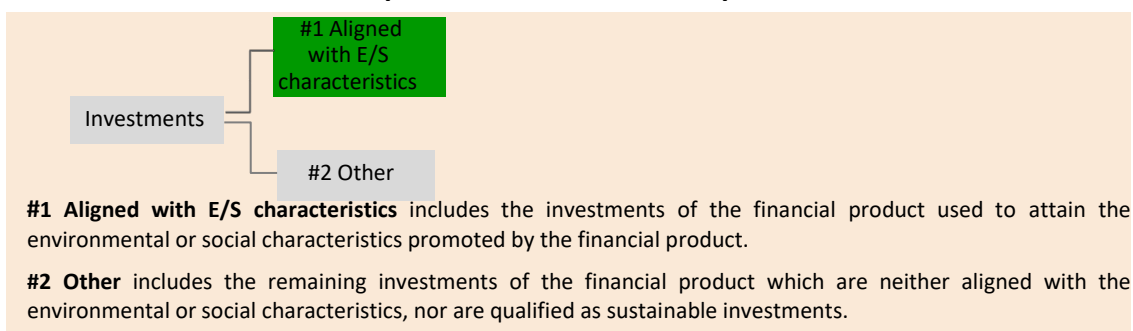 #1 Aligned
with E/S
characteristics
Investments
#2 Other
#1 Aligned with E/S characteristics includes the investments of the financial product used to attain the
environmental or social characteristics promoted by the financial product.
#2 Other includes the remaining investments of the financial product which are neither aligned with the
environmental or social characteristics, nor are qualified as sustainable investments.